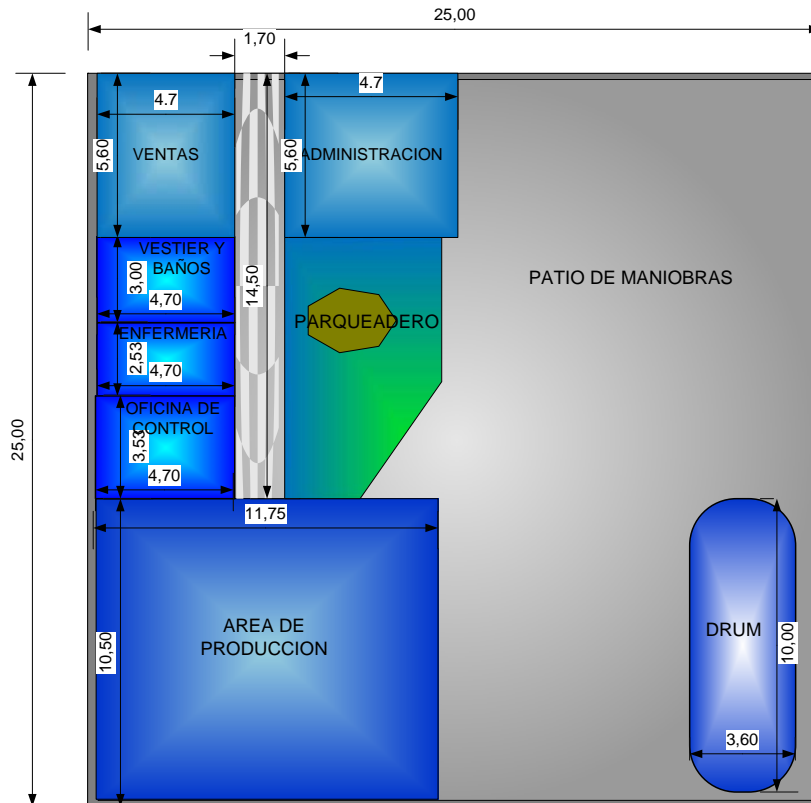 25,00
1,70
4.7
4.7
5,60
VENTAS
5,60
ADMINISTRACION
VESTIER Y
BAÑOS
3,00
4,70
14,50
PATIO DE MANIOBRAS
PARQUEADERO
ENFERMERIA
2,53
4,70
25,00
OFICINA DE
CONTROL
3,53
4,70
11,75
AREA DE
PRODUCCION
10,50
DRUM
10,00
3,60